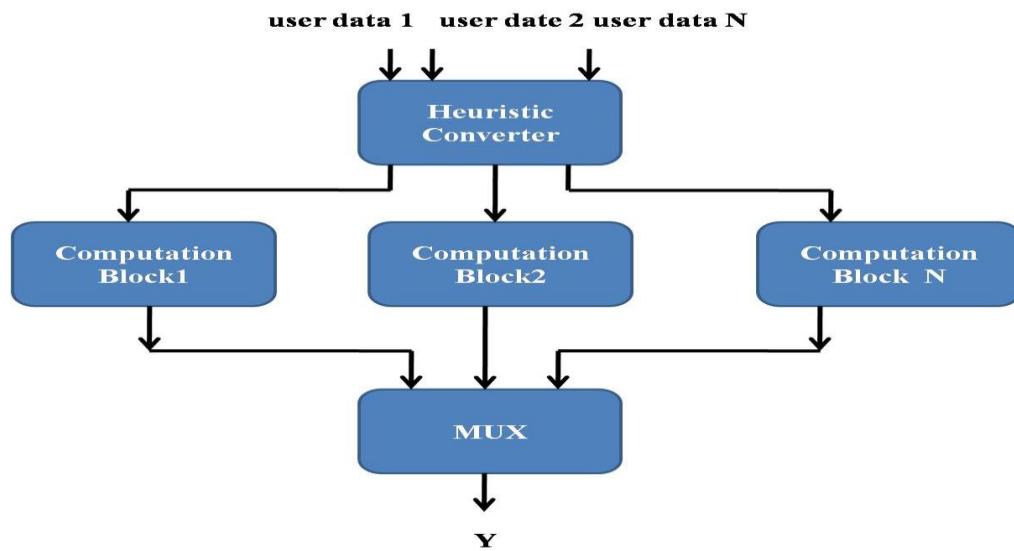 user data 1 user date 2 user data N
Heuristic
Converter
Computation
Block1
Computation
Block2
Computation
Block N
MUX
Y